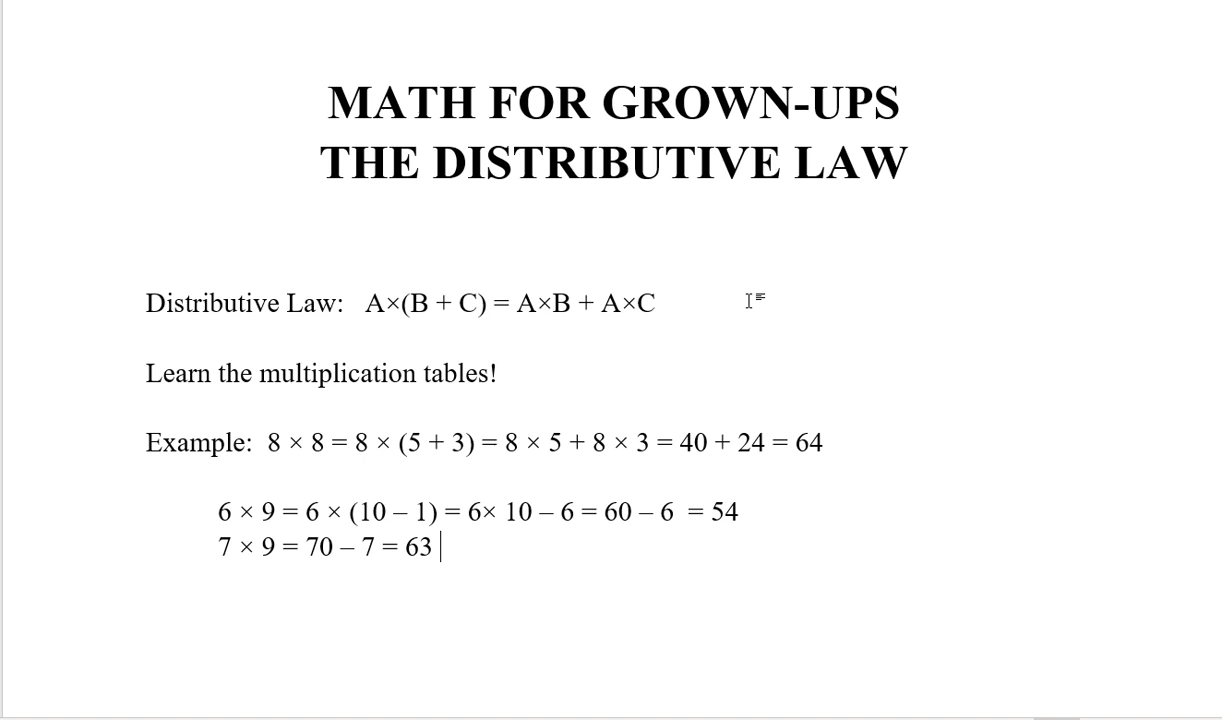 MATH FOR GROWN-UPS
THE DISTRIBUTIVE LAW
Distributive Law:   A×(B + C) = A×B + A×C
Learn the multiplication tables!
Example:  8 × 8 = 8 × (5 + 3) = 8 × 5 + 8 × 3 = 40 + 24 = 64
6 × 9 = 6 × (10 – 1) = 6× 10 – 6 = 60 – 6  = 54
7 × 9 = 70 – 7 = 63